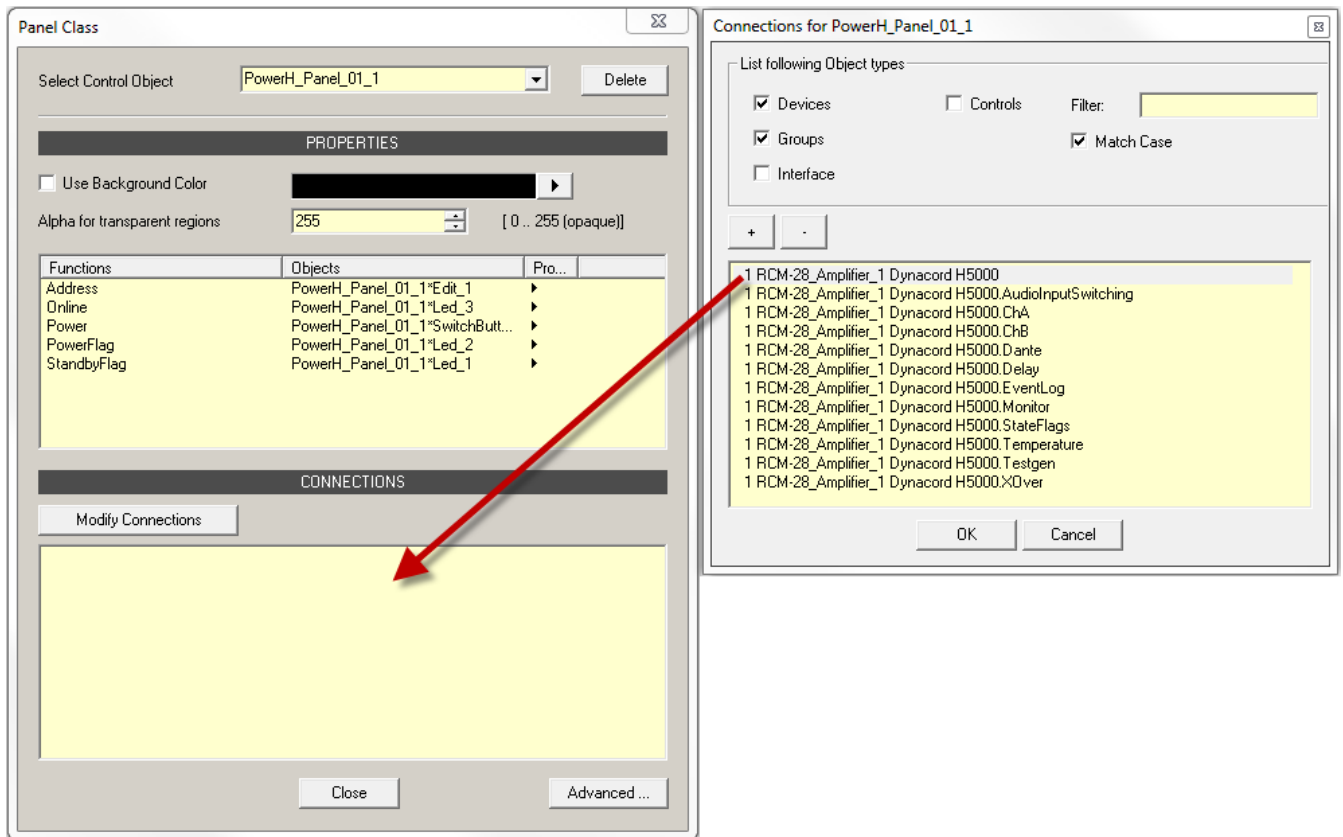 Panel Class
Select Control Object PowerH_Panel_01_1 Delete
PROPERTIES
Use Background Color
Alpha for transparent regions 255 [ 0 .. 255 (opaque)]
Functions Objects Pro...
Address PowerH_Panel_01_1*Edit_1
Online PowerH_Panel_01_1*Led_3
Power PowerH_Panel_01_1*SwitchButt...
PowerFlag PowerH_Panel_01_1*Led_2
StandbyFlag PowerH_Panel_01_1*Led_1
CONNECTIONS
Modify Connections
Close Advanced ...
Connections for PowerH_Panel_01_1
List following Object types
Devices Controls Filter:
Groups Match Case
Interface
+ -
1 RCM-28_Amplifier_1 Dynacord H5000
1 RCM-28_Amplifier_1 Dynacord H5000.AudioInputSwitching
1 RCM-28_Amplifier_1 Dynacord H5000.ChA
1 RCM-28_Amplifier_1 Dynacord H5000.ChB
1 RCM-28_Amplifier_1 Dynacord H5000.Dante
1 RCM-28_Amplifier_1 Dynacord H5000.Delay
1 RCM-28_Amplifier_1 Dynacord H5000.EventLog
1 RCM-28_Amplifier_1 Dynacord H5000.Monitor
1 RCM-28_Amplifier_1 Dynacord H5000.StateFlags
1 RCM-28_Amplifier_1 Dynacord H5000.Temperature
1 RCM-28_Amplifier_1 Dynacord H5000.Testgen
1 RCM-28_Amplifier_1 Dynacord H5000.XOver
OK Cancel